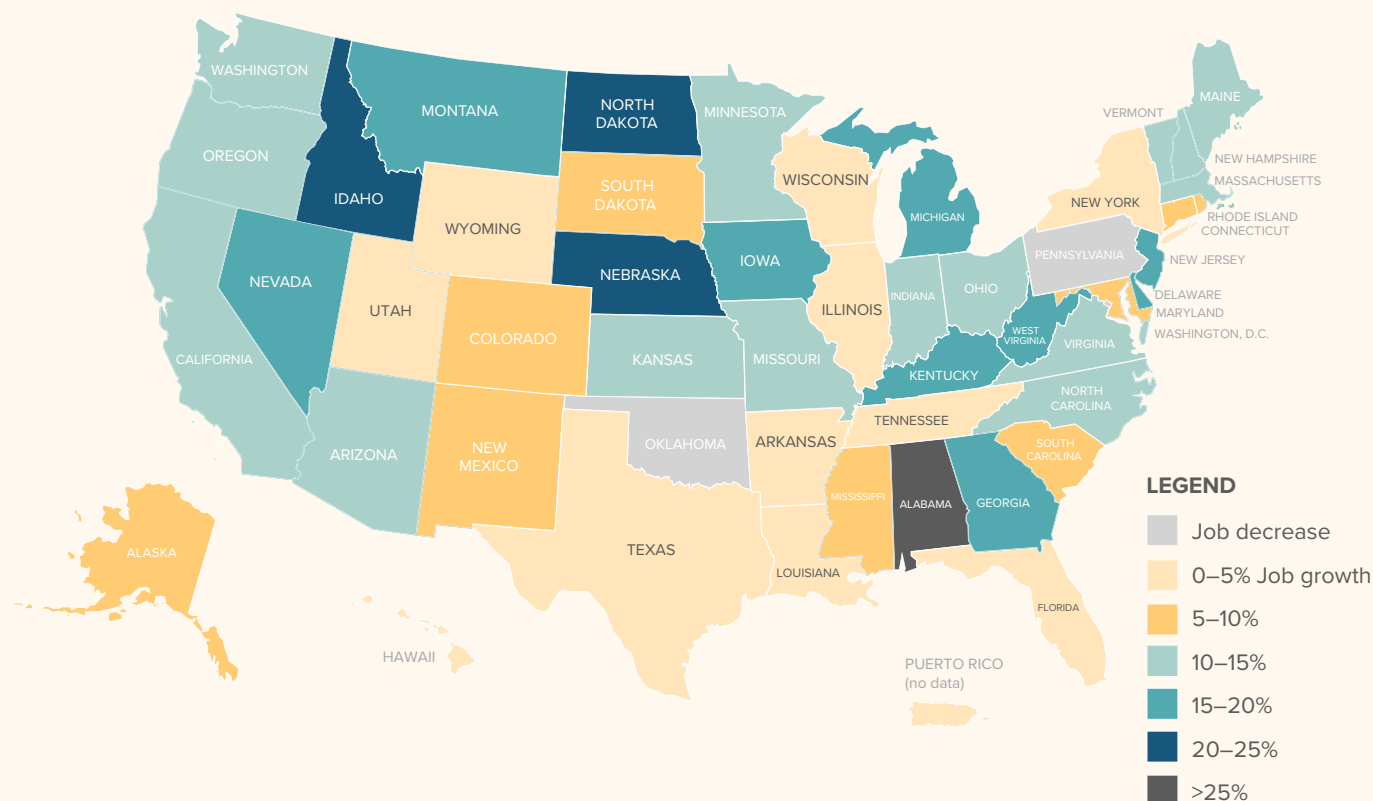 WASHINGTON
OREGON
CALIFORNIA
NEVADA
IDAHO
MONTANA
WYOMING
UTAH
ARIZONA
COLORADO
NEW
MEXICO
NORTH
DAKOTA
SOUTH
DAKOTA
NEBRASKA
KANSAS
OKLAHOMA
TEXAS
MINNESOTA
IOWA
MISSOURI
ARKANSAS
LOUISIANA
WISCONSIN
ILLINOIS
MICHIGAN
INDIANA
OHIO
KENTUCKY
TENNESSEE
MISSISSIPPI
ALABAMA
GEORGIA
FLORIDA
SOUTH
CAROLINA
NORTH
CAROLINA
VIRGINIA
WEST
VIRGINIA
PENNSYLVANIA
NEW YORK
VERMONT
MAINE
NEW HAMPSHIRE
MASSACHUSETTS
RHODE ISLAND
CONNECTICUT
NEW JERSEY
DELAWARE
MARYLAND
WASHINGTON, D.C.
ALASKA
HAWAII
PUERTO RICO
(no data)
LEGEND
Job decrease
0–5% Job growth
5–10%
10–15%
15–20%
20–25%
>25%